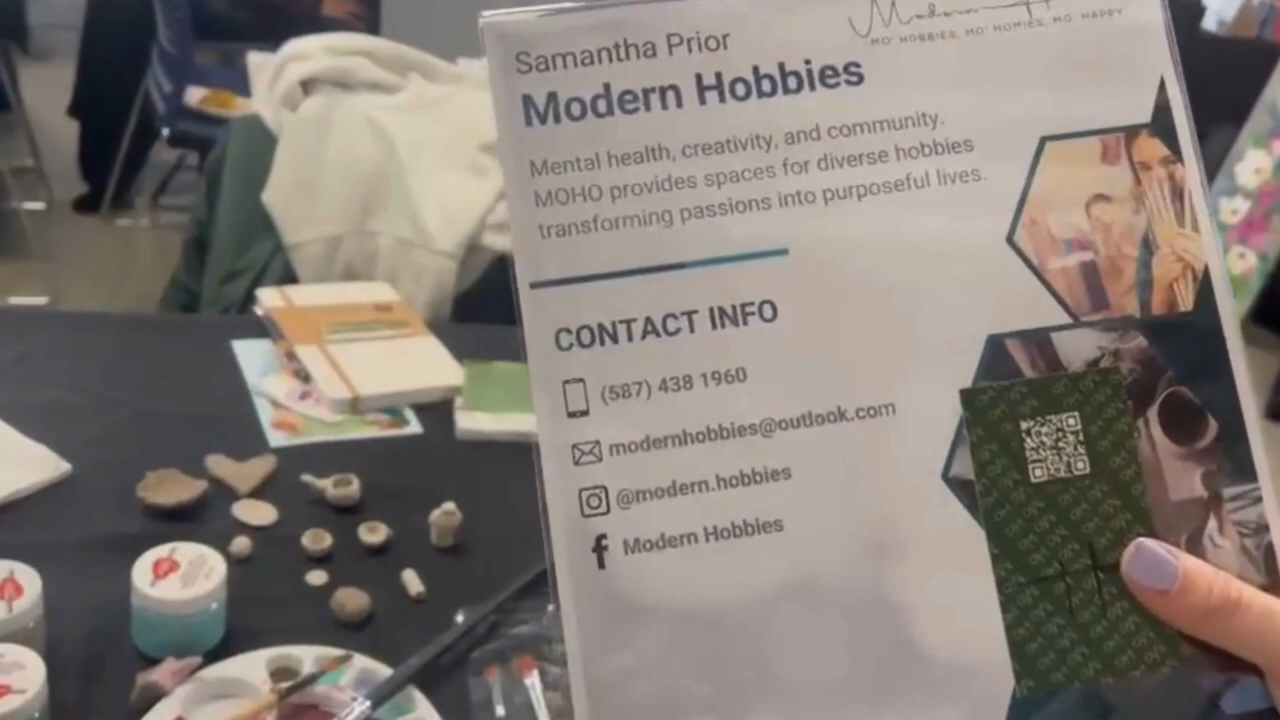 Samantha Prior
Modern Hobbies
MO' HOBBIES, MO' HOMIES, MO' HAPPY
Mental health, creativity, and community.
MOHO provides spaces for diverse hobbies
transforming passions into purposeful lives.
CONTACT INFO
(587) 438 1960
modernhobbies@outlook.com
@modern.hobbies
Modern Hobbies